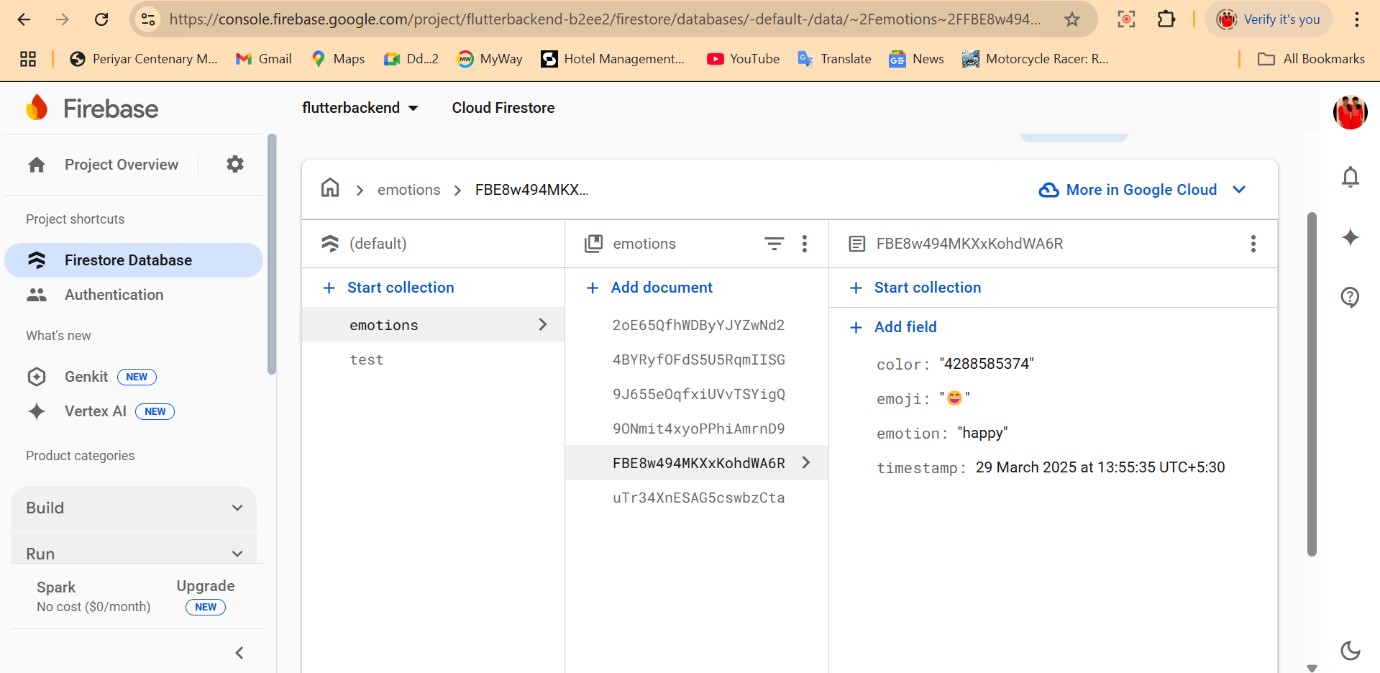 https://console.firebase.google.com/project/flutterbackend-b2ee2/firestore/databases/-default-/data/~2Femotions~2FFBE8w494...
Verify it's you
Periyar Centenary M...
Gmail
Maps
Dd...2
MyWay
Hotel Management...
YouTube
Translate
News
Motorcycle Racer: R...
All Bookmarks
Firebase
flutterbackend
Cloud Firestore
Project Overview
Project shortcuts
Firestore Database
Authentication
What's new
Genkit NEW
Vertex AI NEW
Product categories
Build
Run
Spark
No cost ($0/month)
Upgrade
NEW
emotions
FBE8w494MKX...
More in Google Cloud
(default)
+ Start collection
emotions
test
emotions
+ Add document
2oE65QfhWDByYJYZwNd2
4BYRyfOFdS5U5RqmIISG
9J655eOqfxiUVvTSYigQ
9ONmit4xyoPPhiAmrnD9
FBE8w494MKXxKohdWA6R
uTr34XnESAG5cswbzCta
FBE8w494MKXxKohdWA6R
+ Start collection
+ Add field
color: "4288585374"
emoji: "😄"
emotion: "happy"
timestamp: 29 March 2025 at 13:55:35 UTC+5:30